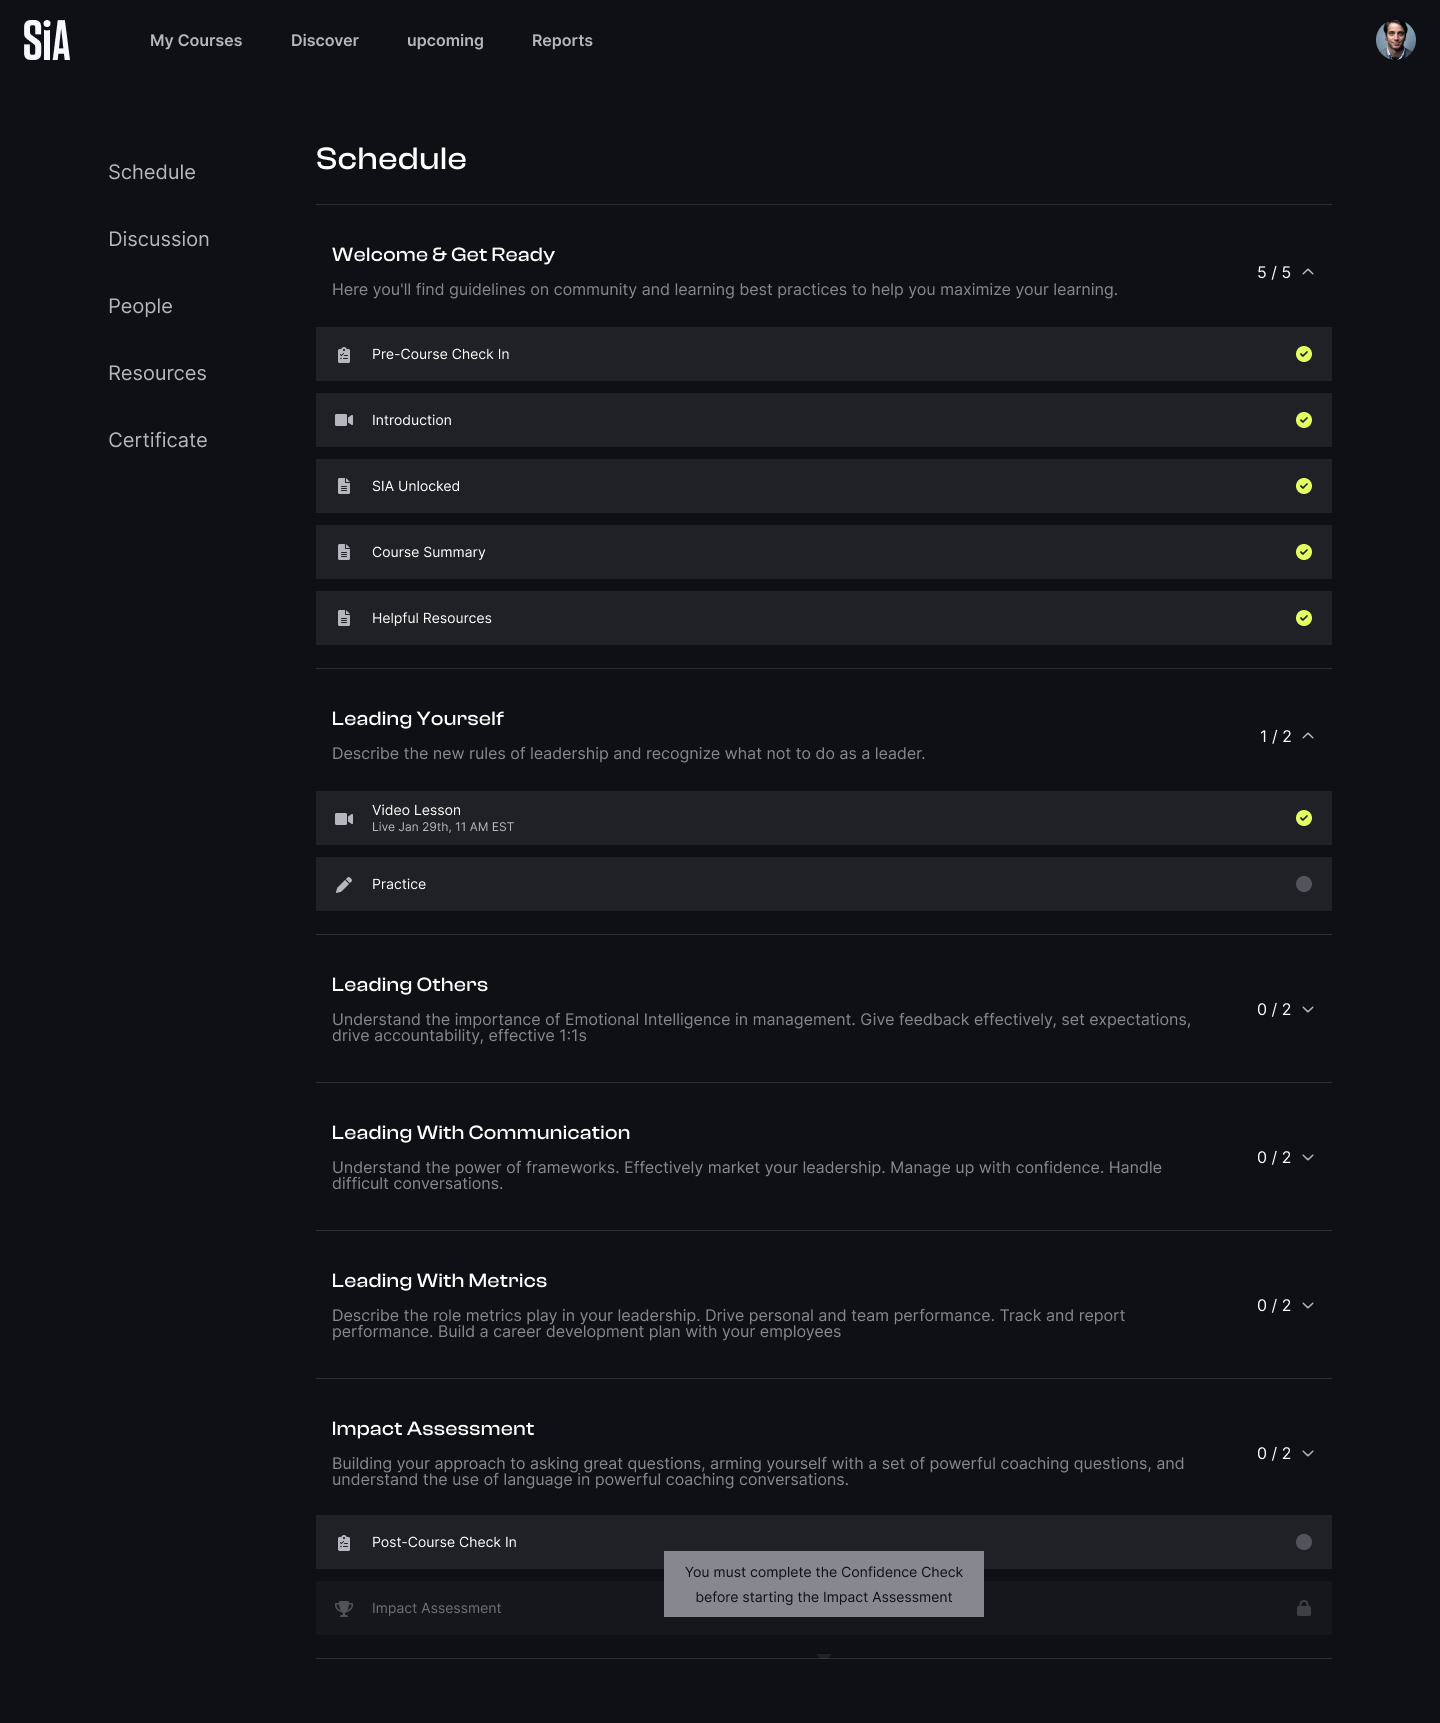 SiA
My Courses
Discover
upcoming
Reports
Schedule
Discussion
People
Resources
Certificate
Schedule
Welcome & Get Ready
Here you'll find guidelines on community and learning best practices to help you maximize your learning.
5 / 5
Pre-Course Check In
Introduction
SIA Unlocked
Course Summary
Helpful Resources
Leading Yourself
Describe the new rules of leadership and recognize what not to do as a leader.
1 / 2
Video Lesson
Live Jan 29th, 11 AM EST
Practice
Leading Others
Understand the importance of Emotional Intelligence in management. Give feedback effectively, set expectations,
drive accountability, effective 1:1s
0 / 2
Leading With Communication
Understand the power of frameworks. Effectively market your leadership. Manage up with confidence. Handle
difficult conversations.
0 / 2
Leading With Metrics
Describe the role metrics play in your leadership. Drive personal and team performance. Track and report
performance. Build a career development plan with your employees
0 / 2
Impact Assessment
Building your approach to asking great questions, arming yourself with a set of powerful coaching questions, and
understand the use of language in powerful coaching conversations.
0 / 2
Post-Course Check In
You must complete the Confidence Check
before starting the Impact Assessment
Impact Assessment